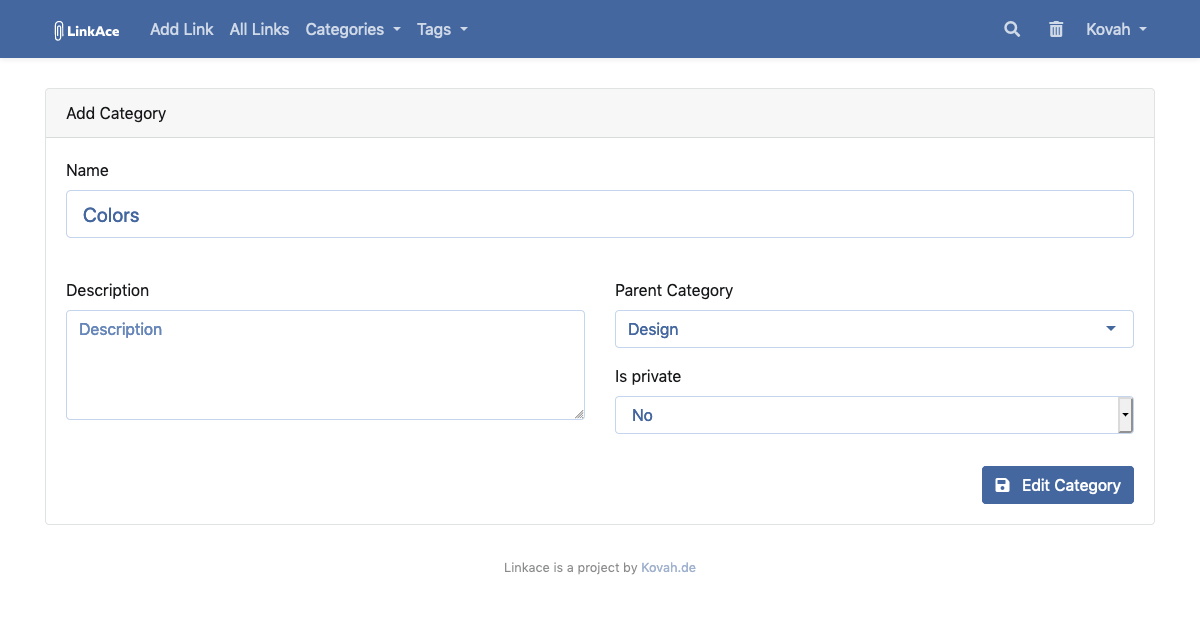 LinkAce Add Link All Links Categories Tags Kovah
Add Category
Name
Colors
Description
Parent Category
Description
Design
Is private
No
Edit Category
Linkace is a project by Kovah.de